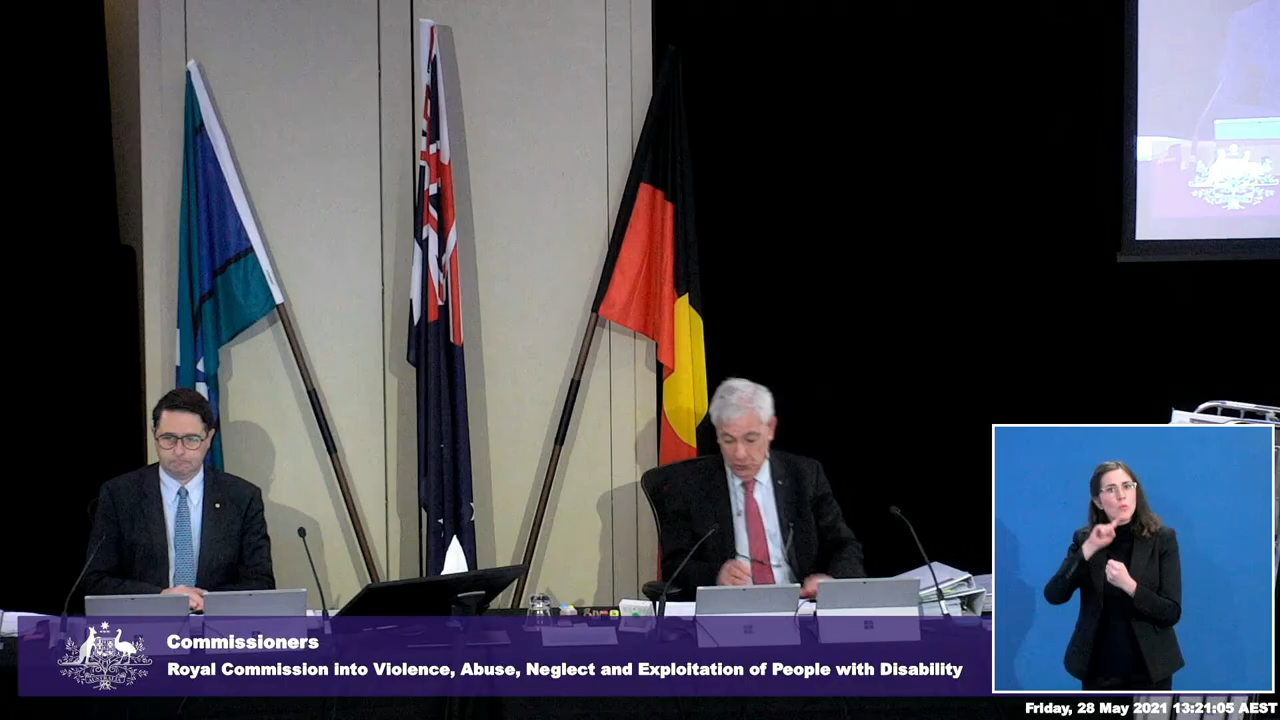 Commissioners
Royal Commission into Violence, Abuse, Neglect and Exploitation of People with Disability
AUSTRALIA
Friday, 28 May 2021 13:21:05 AEST